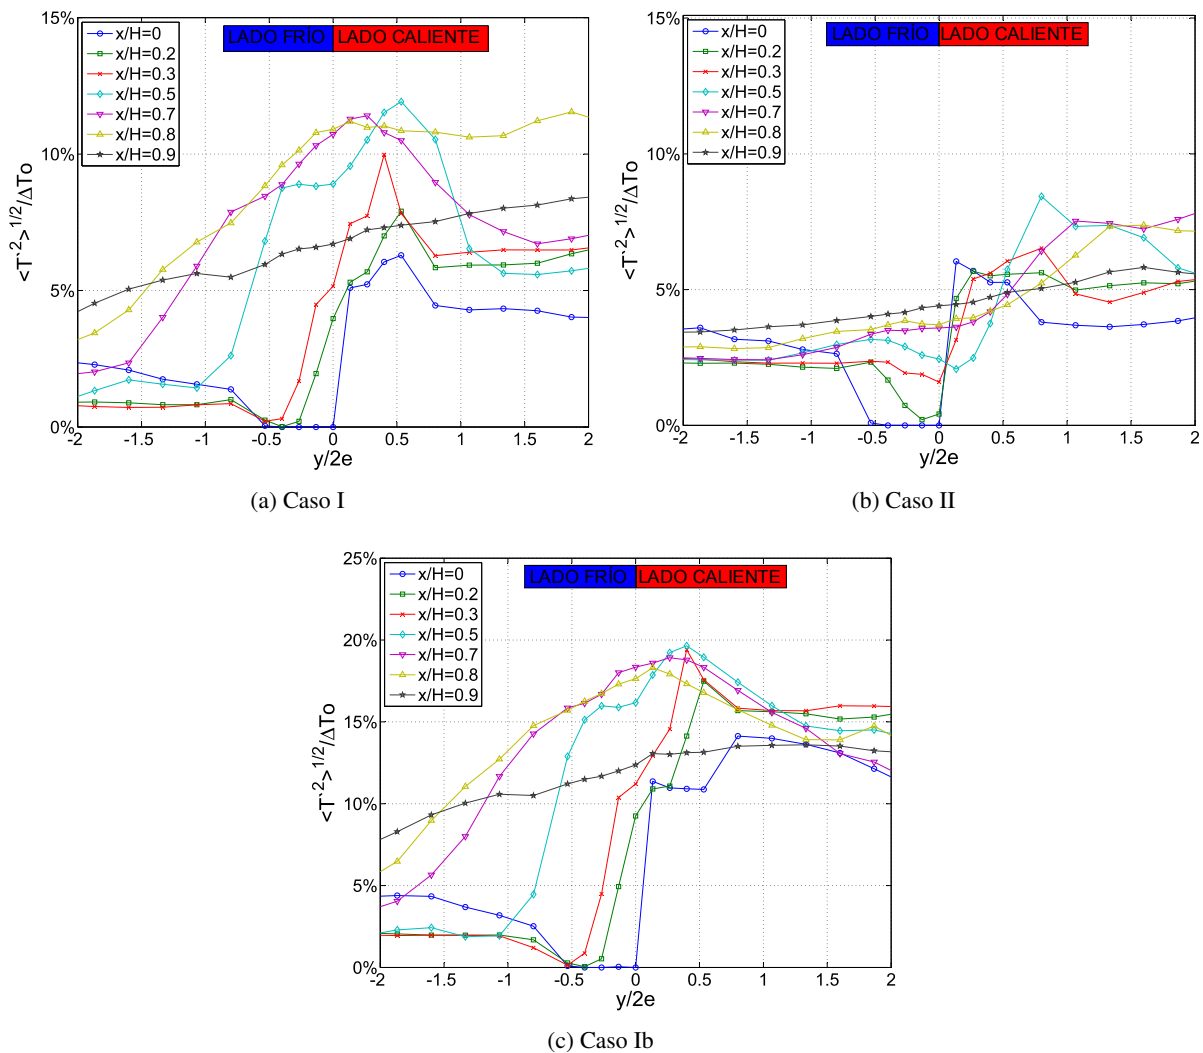 15%
10%
5%
0%
<T`²>^1/2/ΔTo
x/H=0
x/H=0.2
x/H=0.3
x/H=0.5
x/H=0.7
x/H=0.8
x/H=0.9
LADO FRÍO LADO CALIENTE
-2 -1.5 -1 -0.5 0 0.5 1 1.5 2
y/2e
(a) Caso I
15%
10%
5%
0%
<T`²>^1/2/ΔTo
x/H=0
x/H=0.2
x/H=0.3
x/H=0.5
x/H=0.7
x/H=0.8
x/H=0.9
LADO FRÍO LADO CALIENTE
-2 -1.5 -1 -0.5 0 0.5 1 1.5 2
y/2e
(b) Caso II
25%
20%
15%
10%
5%
0%
<T`²>^1/2/ΔTo
x/H=0
x/H=0.2
x/H=0.3
x/H=0.5
x/H=0.7
x/H=0.8
x/H=0.9
LADO FRÍO LADO CALIENTE
-2 -1.5 -1 -0.5 0 0.5 1 1.5 2
y/2e
(c) Caso Ib